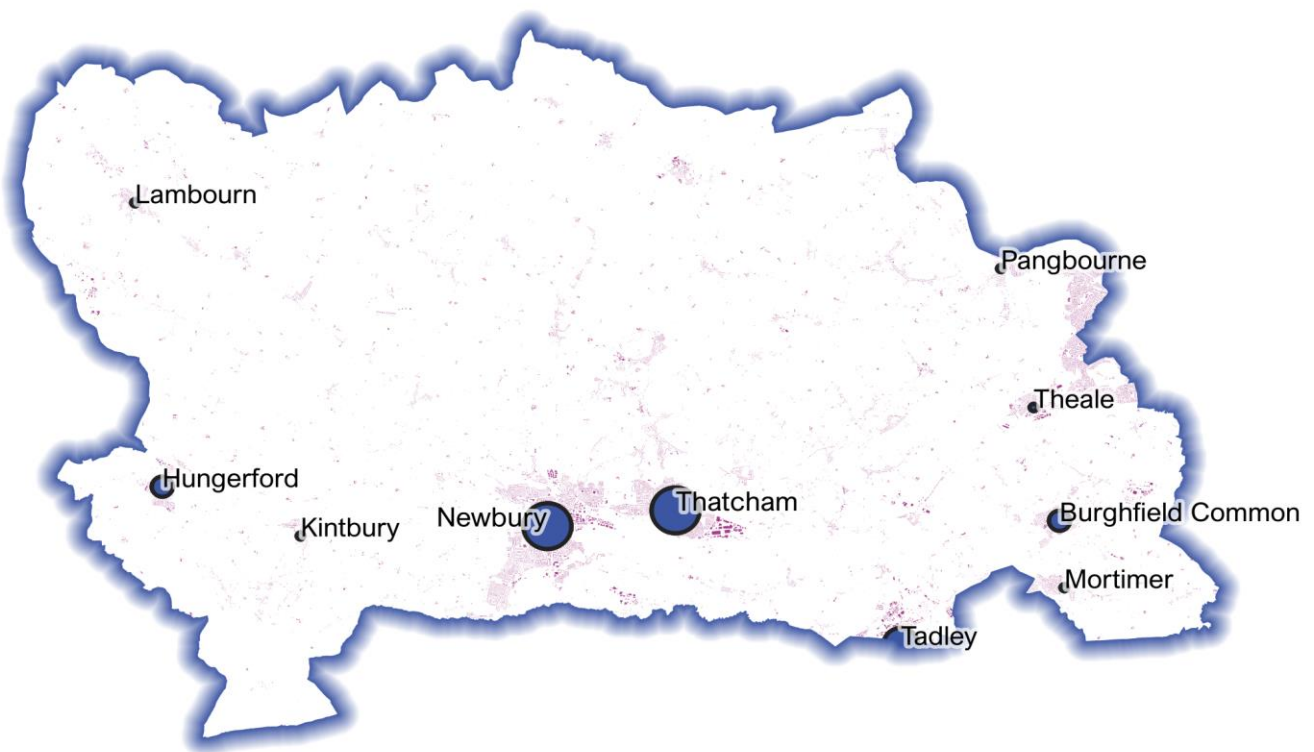 Lambourn
Pangbourne
Theale
Hungerford
Thatcham
Newbury
Burghfield Common
Kintbury
Mortimer
Tadley